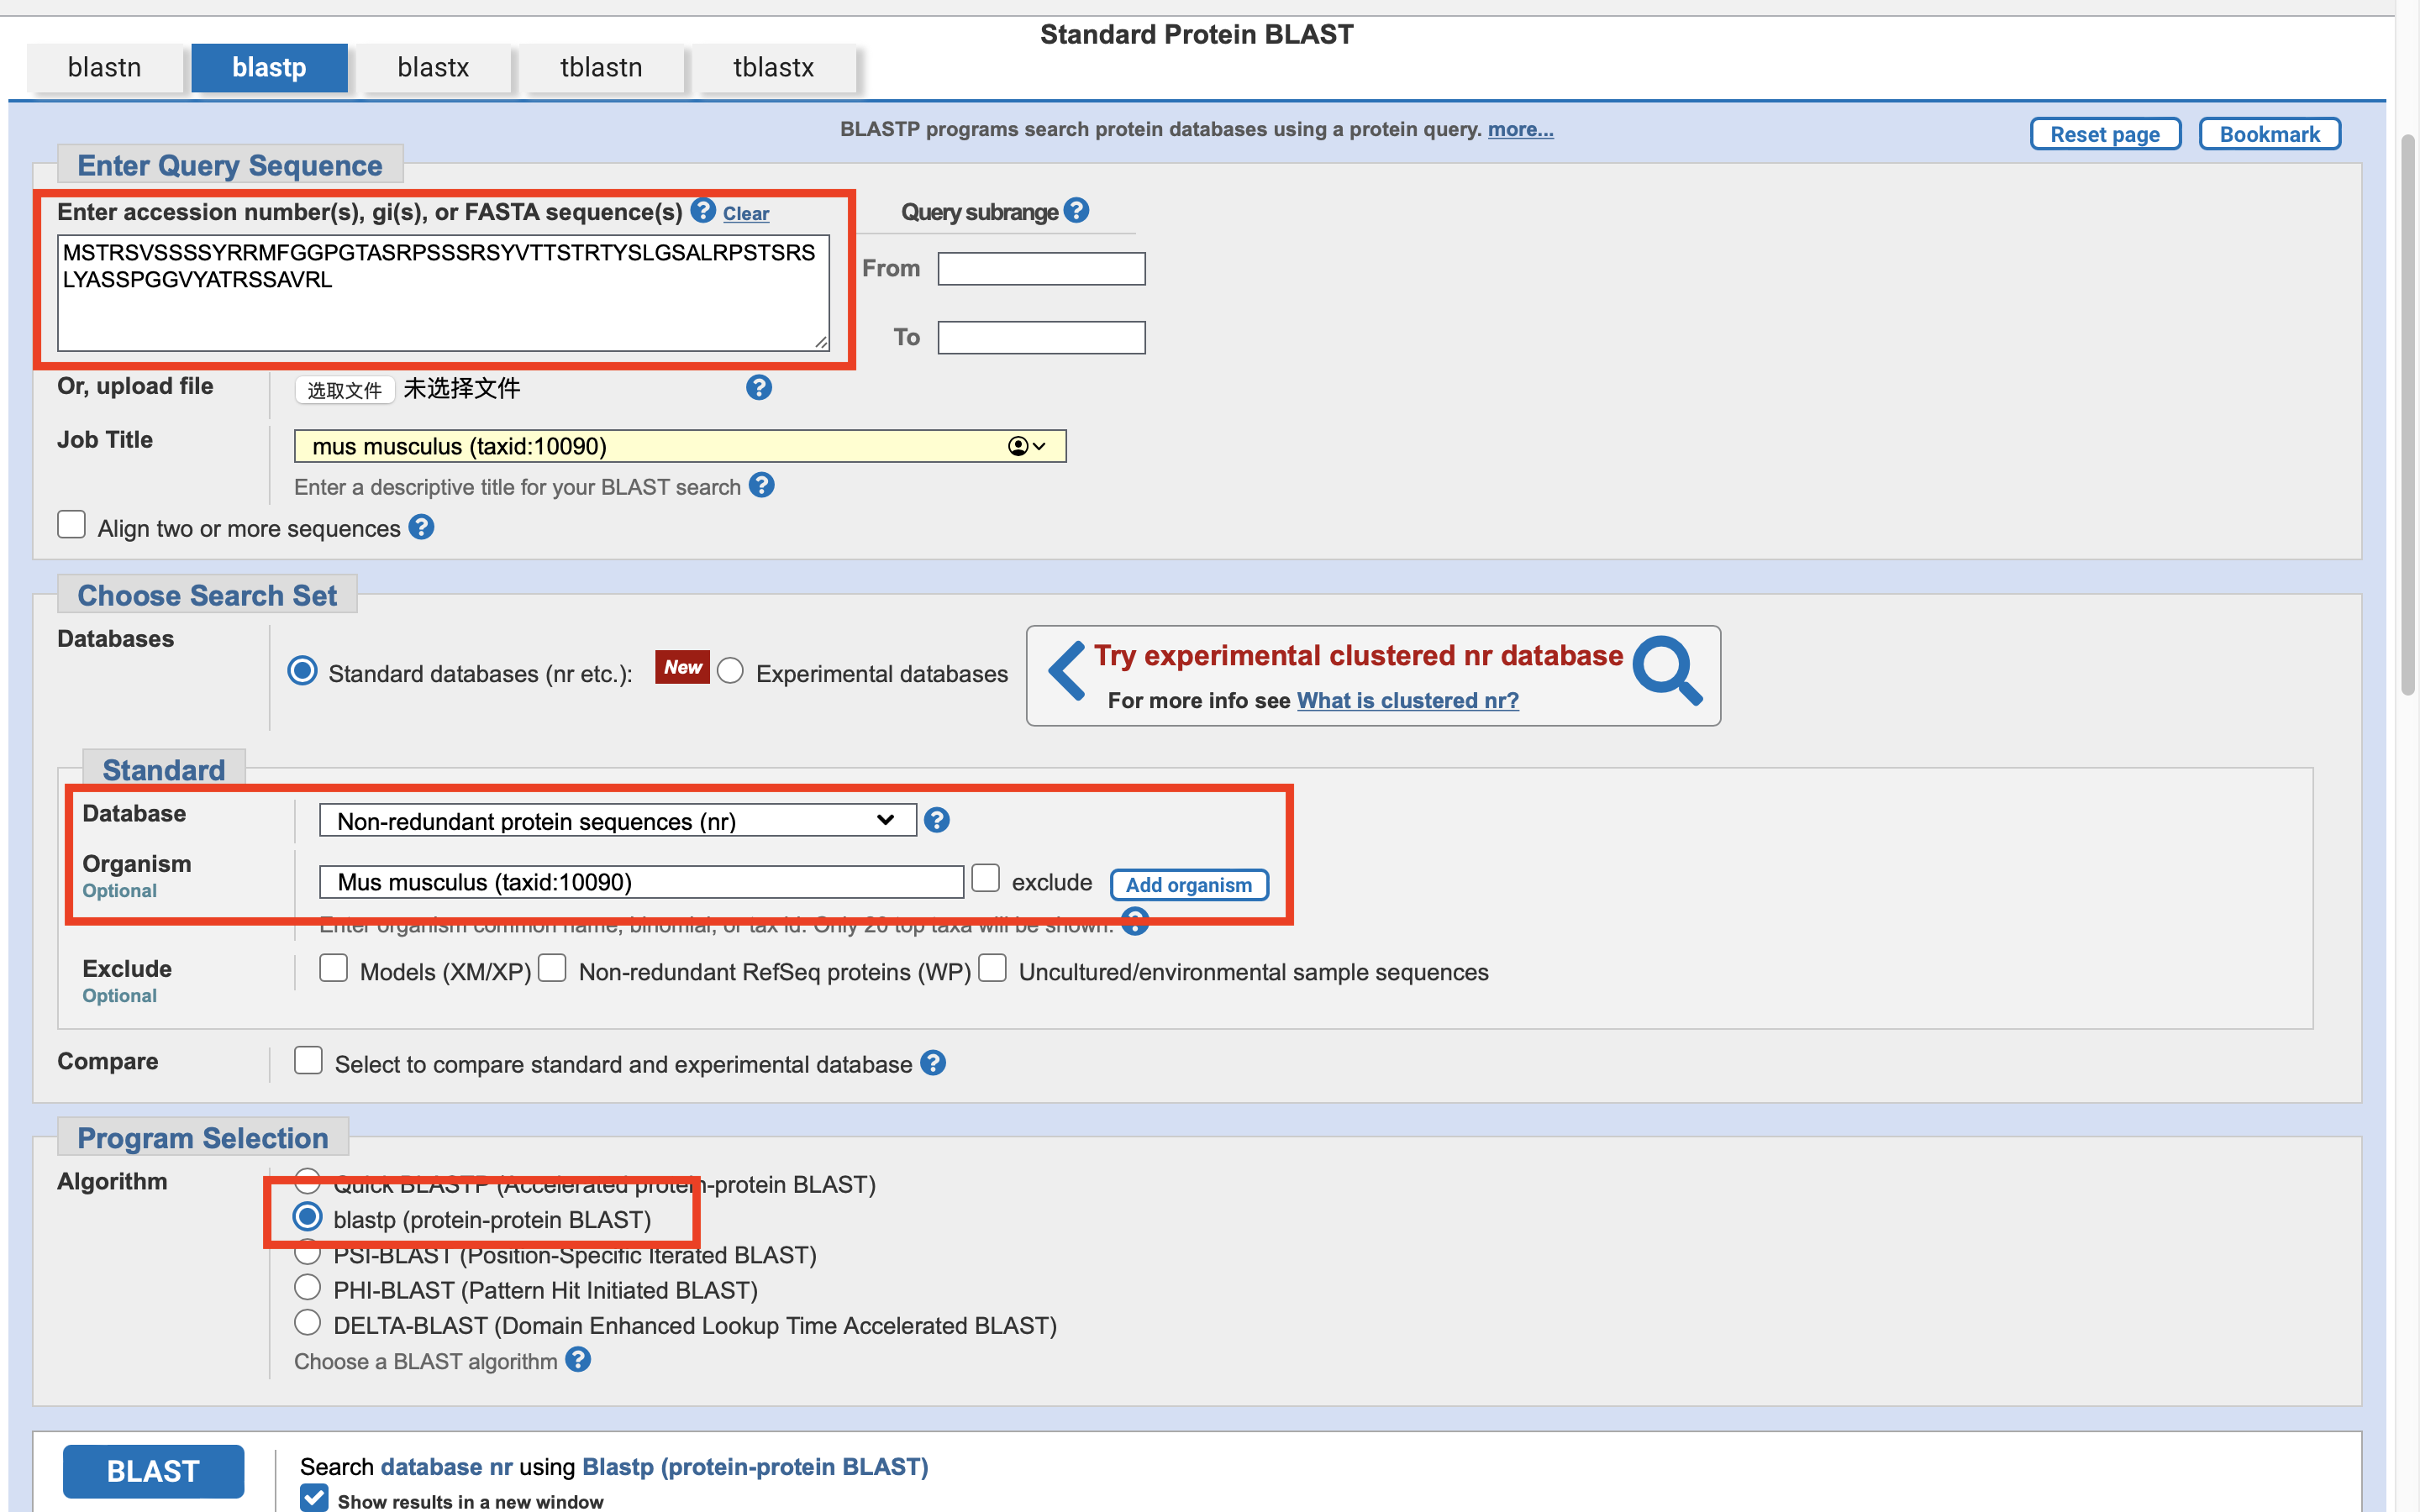 Standard Protein BLAST
blastn blastp blastx tblastn tblastx
BLASTP programs search protein databases using a protein query. more...
Reset page Bookmark
Enter Query Sequence
Enter accession number(s), gi(s), or FASTA sequence(s) ? Clear
Query subrange ?
MSTRSVSSSSYRRMFGGPGTASRPSSSRSYVTTSTRTYSLGSALRPSTSRS
LYASSPGGVYATRSSAVRL
From
To
Or, upload file 选取文件 未选择文件 ?
Job Title mus musculus (taxid:10090)
Enter a descriptive title for your BLAST search ?
Align two or more sequences ?
Choose Search Set
Databases
Standard databases (nr etc.): New Experimental databases
Try experimental clustered nr database
For more info see What is clustered nr?
Standard
Database Non-redundant protein sequences (nr) ?
Organism
Optional
Mus musculus (taxid:10090) exclude Add organism
Enter organism common name, binomial, or tax id. Only 20 top taxa will be shown. ?
Exclude
Optional
Models (XM/XP) Non-redundant RefSeq proteins (WP) Uncultured/environmental sample sequences
Compare Select to compare standard and experimental database ?
Program Selection
Algorithm
Quick BLASTP (Accelerated protein-protein BLAST)
blastp (protein-protein BLAST)
PSI-BLAST (Position-Specific Iterated BLAST)
PHI-BLAST (Pattern Hit Initiated BLAST)
DELTA-BLAST (Domain Enhanced Lookup Time Accelerated BLAST)
Choose a BLAST algorithm ?
BLAST
Search database nr using Blastp (protein-protein BLAST)
Show results in a new window